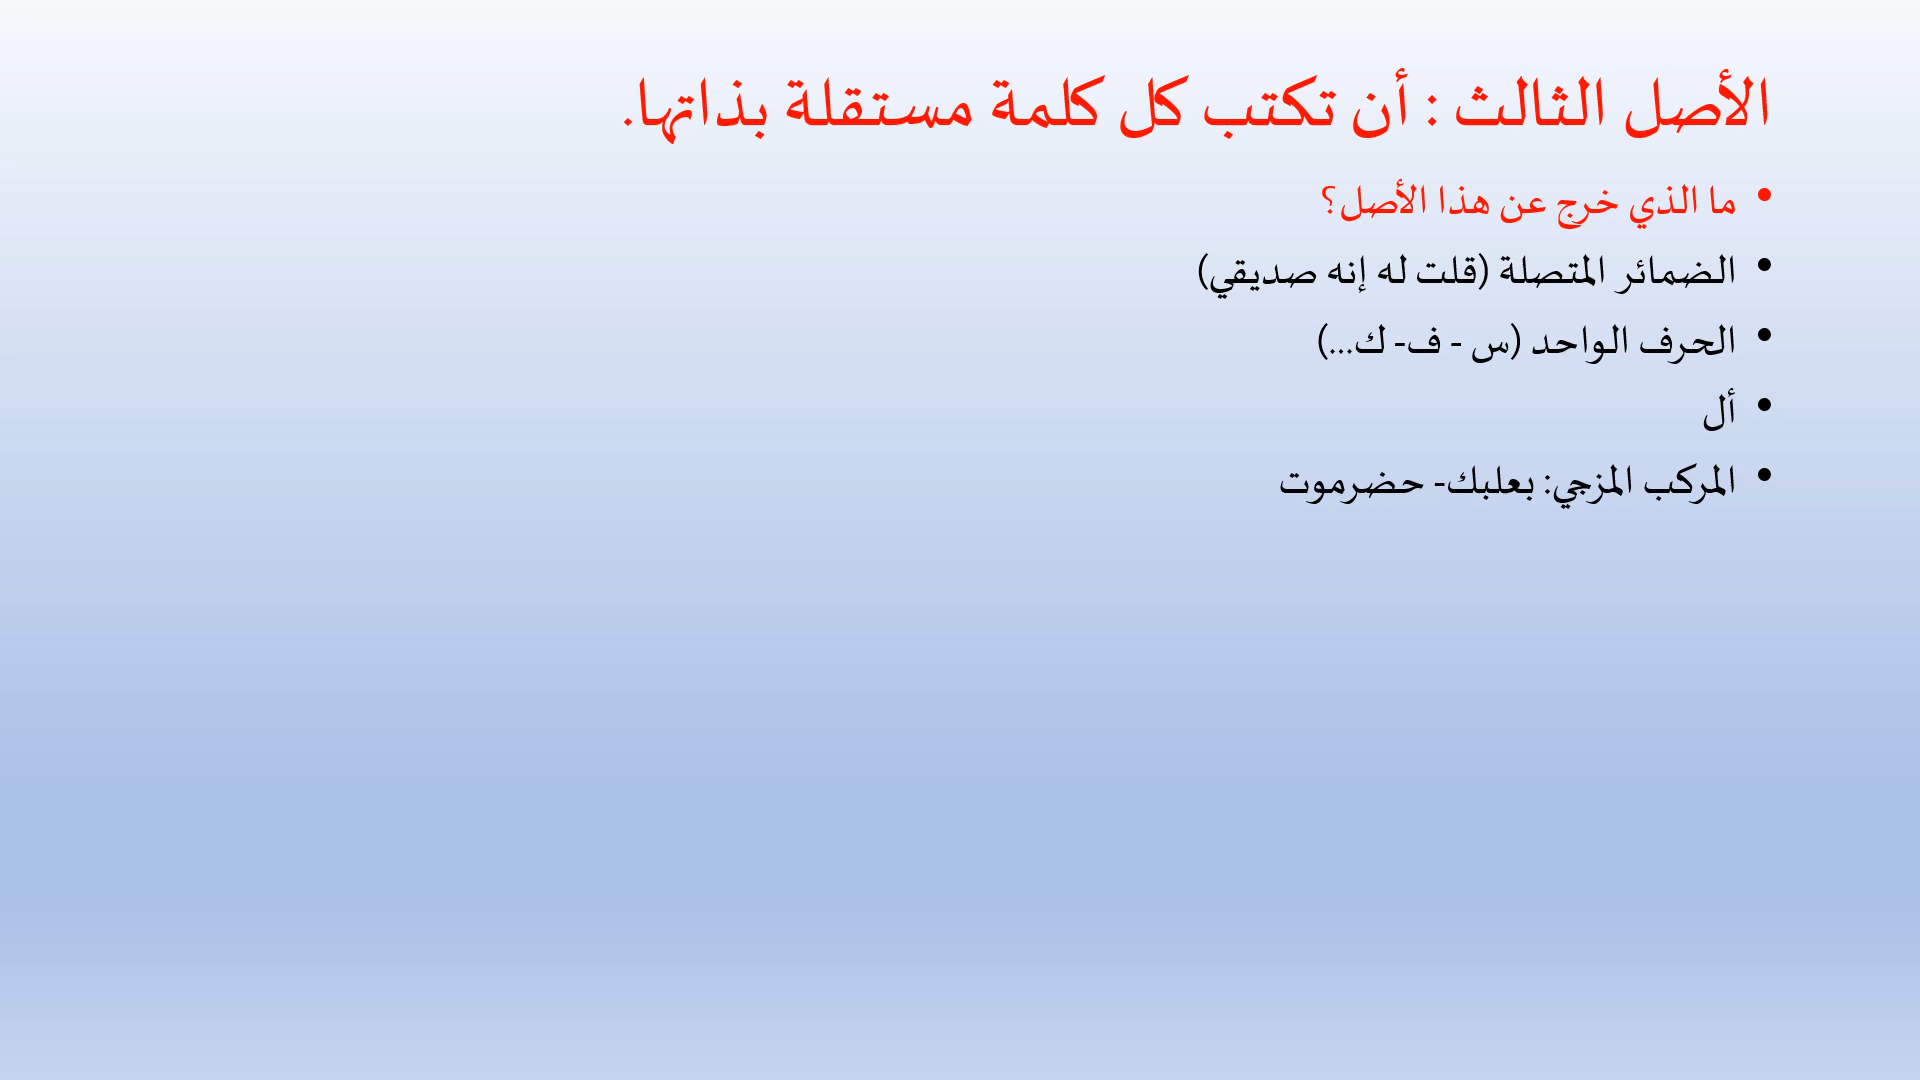 الأصل الثالث : أن تكتب كل كلمة مستقلة بذاتها.
• ما الذي خرج عن هذا الأصل؟
• الضمائر المتصلة (قلت له إنه صديقي)
• الحرف الواحد (س - ف- ك...)
• أل
• المركب المزجي: بعلبك- حضرموت